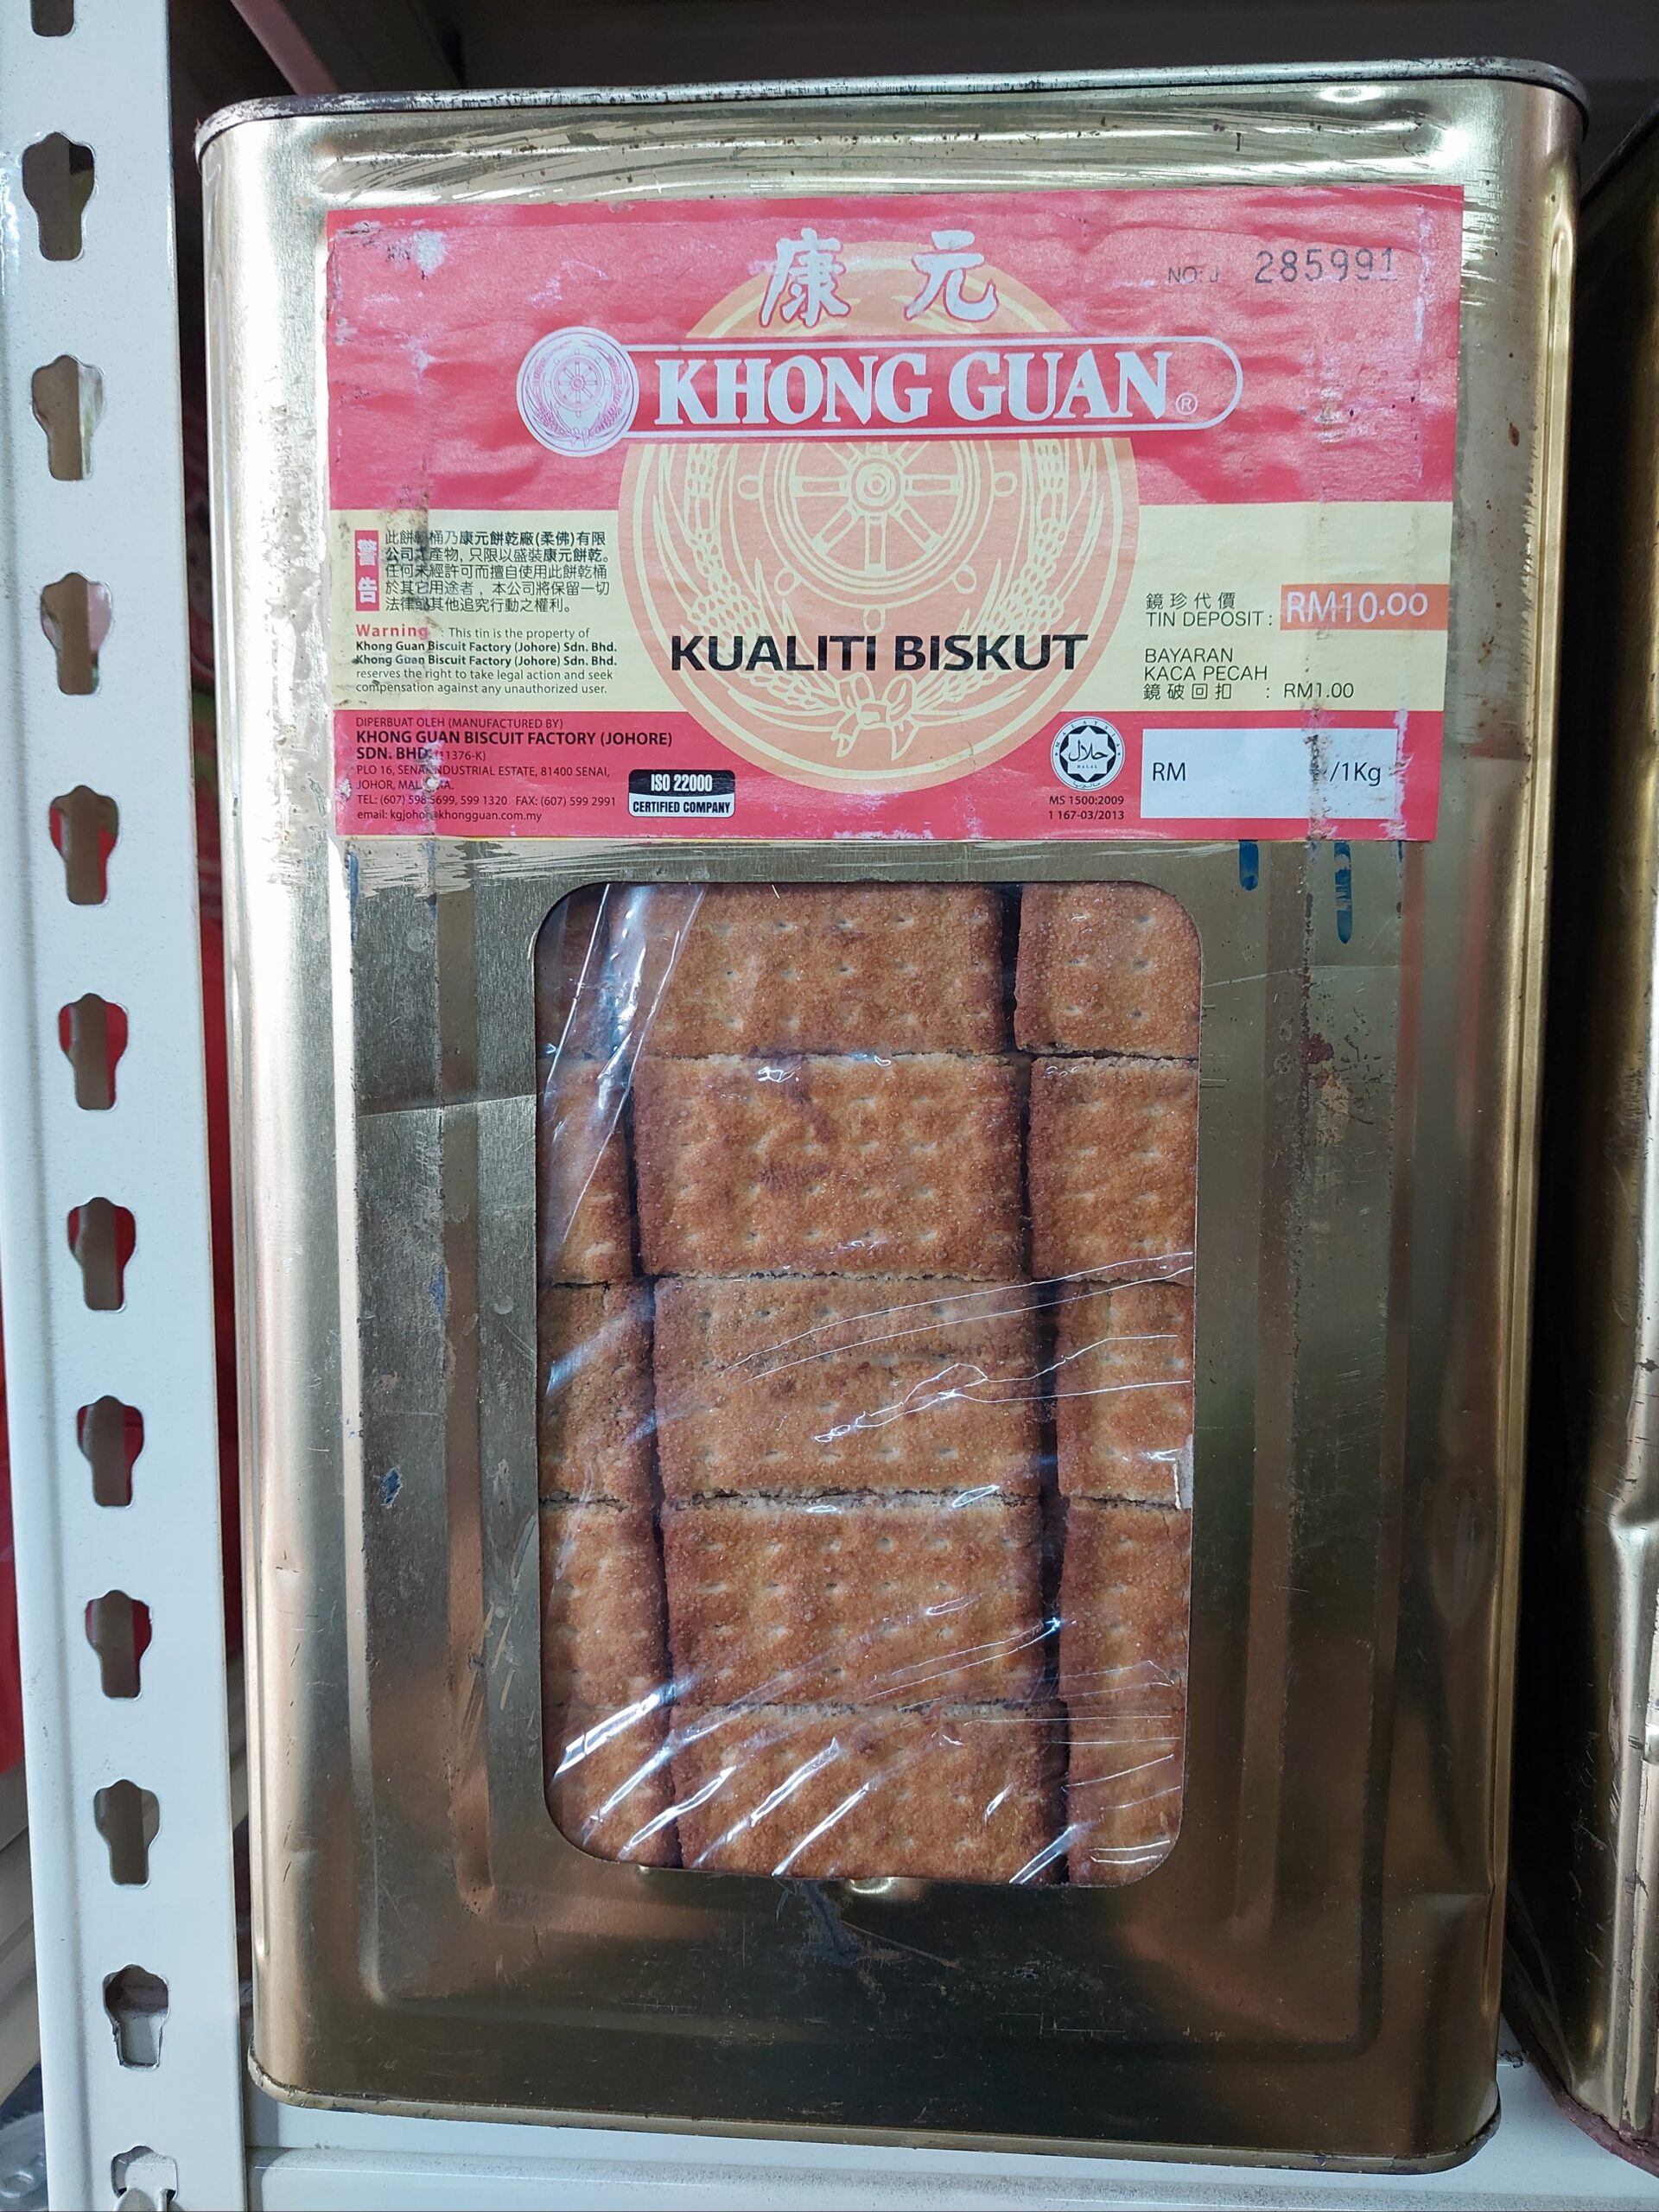 康 元
NO: J 285991
KHONG GUAN ®
警告
此餅乾桶乃康元餅乾廠(柔佛)有限
公司之產物, 只限以盛裝康元餅乾。
任何未經許可而擅自使用此餅乾桶
於其它用途者, 本公司將保留一切
法律或其他追究行動之權利。
Warning : This tin is the property of
Khong Guan Biscuit Factory (Johore) Sdn. Bhd.
Khong Guan Biscuit Factory (Johore) Sdn. Bhd.
reserves the right to take legal action and seek
compensation against any unauthorized user.
KUALITI BISKUT
鏡珍代價
TIN DEPOSIT : RM10.00
BAYARAN
KACA PECAH
鏡破回扣 : RM1.00
DIPERBUAT OLEH (MANUFACTURED BY)
KHONG GUAN BISCUIT FACTORY (JOHORE)
SDN. BHD. (11376-K)
PLO 16, SENAI INDUSTRIAL ESTATE, 81400 SENAI,
JOHOR, MALAYSIA.
TEL: (607) 598 5699, 599 1320 FAX: (607) 599 2991
email: kgjohor@khongguan.com.my
ISO 22000
CERTIFIED COMPANY
حلال
HALAL
MS 1500:2009
1 167-03/2013
RM /1Kg